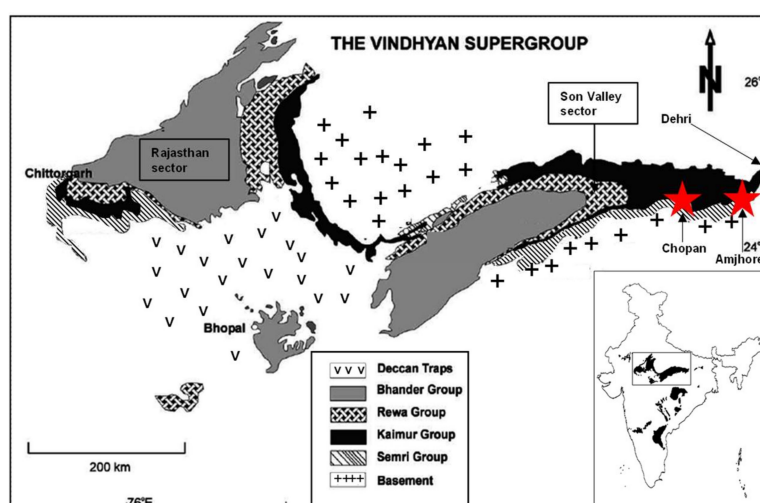 THE VINDHYAN SUPERGROUP
N
26°
Son Valley
sector
Dehri
Rajasthan
sector
Chittorgarh
24°
Chopan
Amjhore
Bhopal
Deccan Traps
Bhander Group
Rewa Group
Kaimur Group
Semri Group
Basement
200 km
76°E